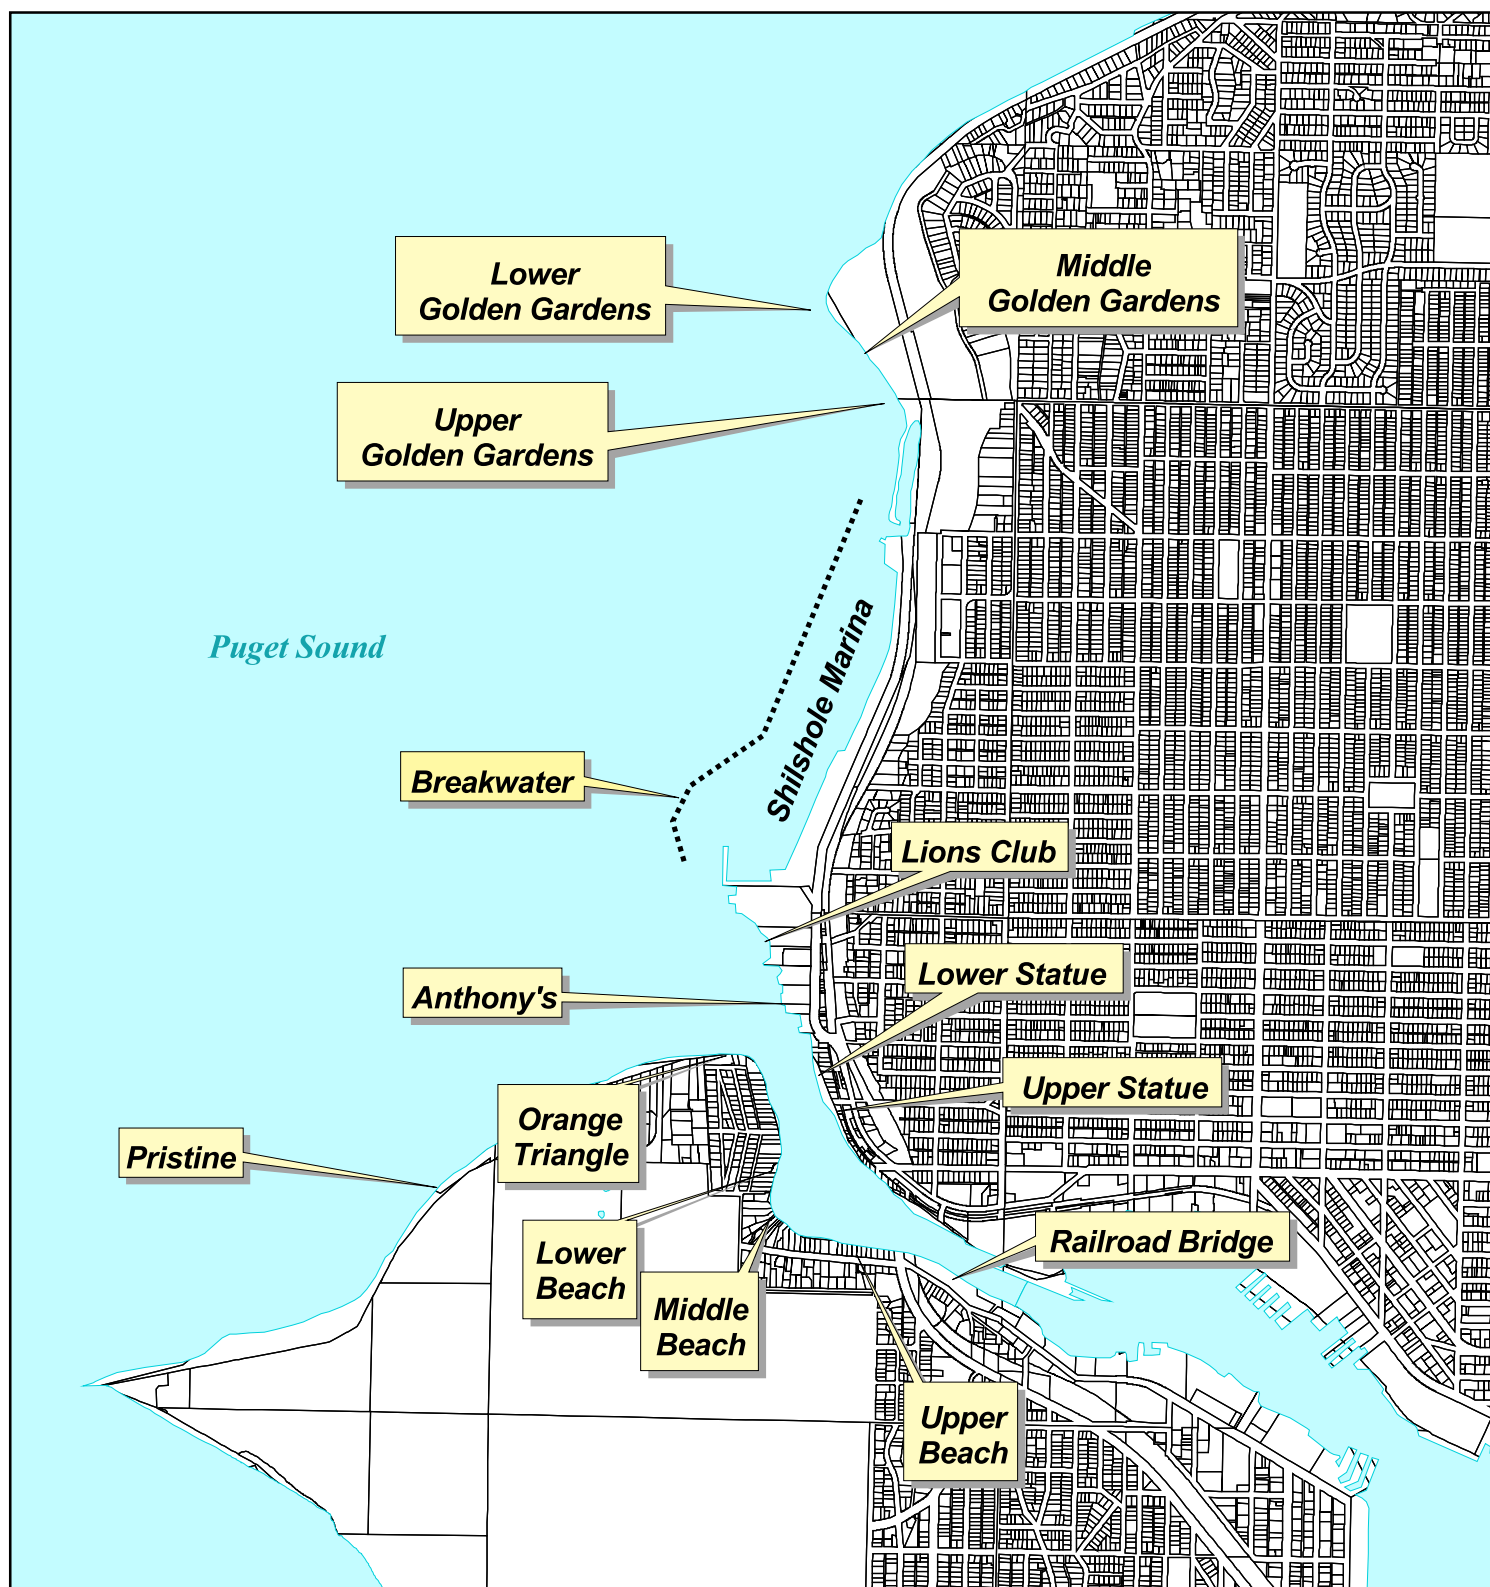 Lower
Golden Gardens
Middle
Golden Gardens
Upper
Golden Gardens
Puget Sound
Shilshole Marina
Breakwater
Lions Club
Lower Statue
Anthony's
Upper Statue
Orange
Triangle
Pristine
Lower
Beach
Railroad Bridge
Middle
Beach
Upper
Beach